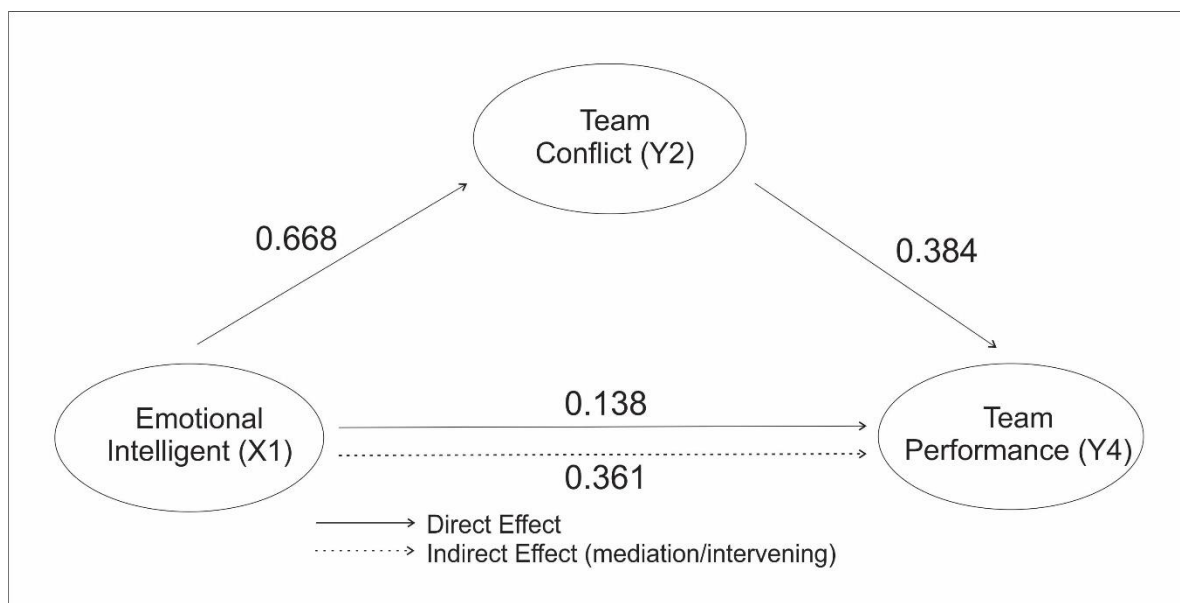 Team
Conflict (Y2)
0.668
0.384
Emotional
Intelligent (X1)
0.138
0.361
Team
Performance (Y4)
Direct Effect
Indirect Effect (mediation/intervening)